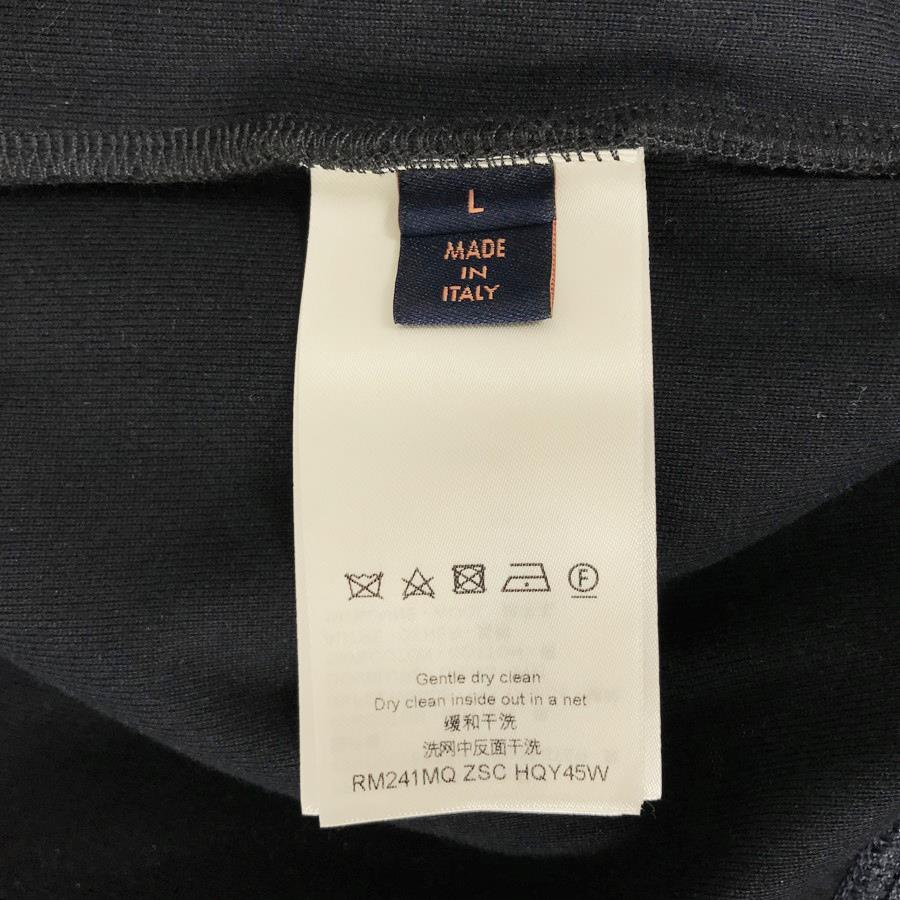 L
MADE
IN
ITALY
F
Gentle dry clean
Dry clean inside out in a net
缓和干洗
洗网中反面干洗
RM241MQ ZSC HQY45W